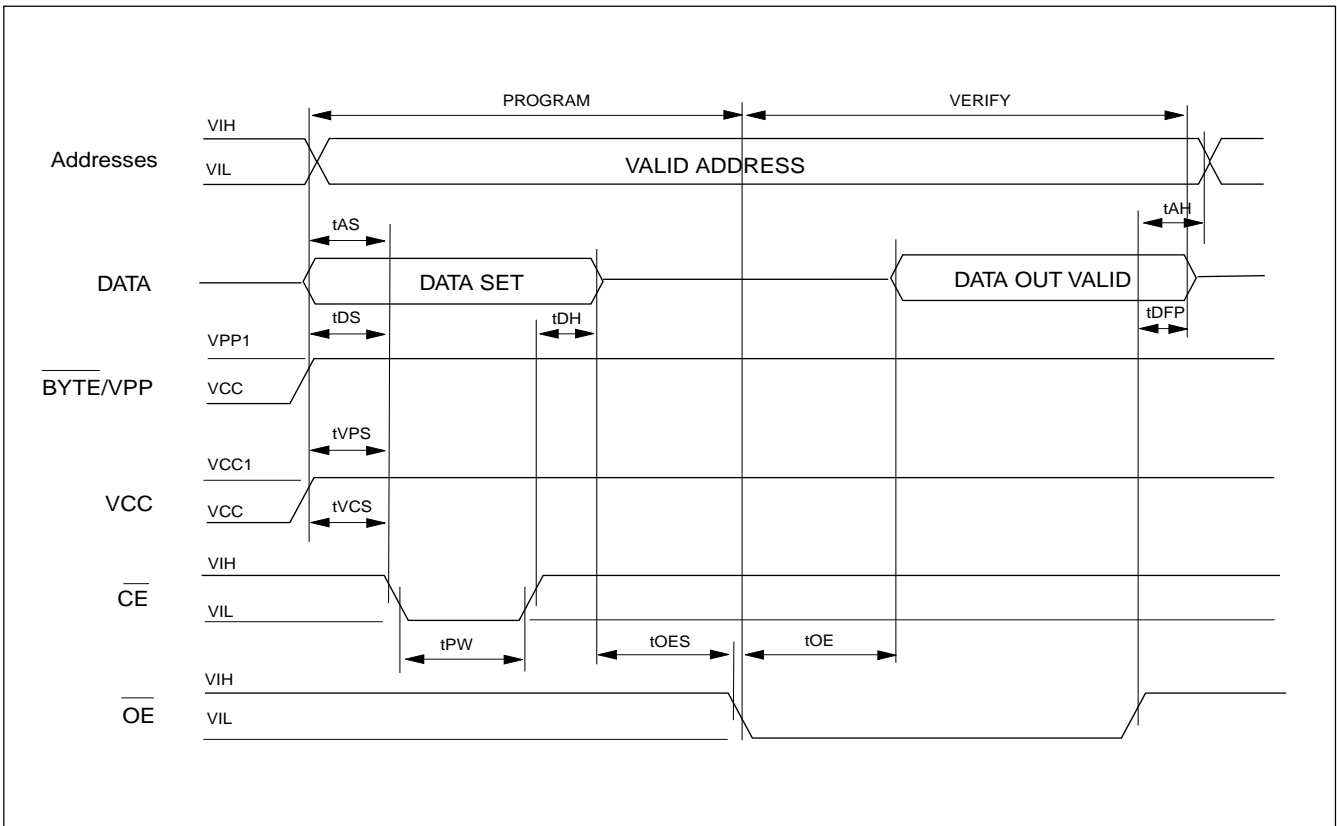 PROGRAM VERIFY
VIH
Addresses VIL VALID ADDRESS
tAS tAH
DATA DATA SET DATA OUT VALID
tDS tDH tDFP
VPP1
BYTE/VPP VCC
tVPS
VCC1
VCC VCC tVCS
VIH
CE
VIL
tPW tOES tOE
VIH
OE VIL